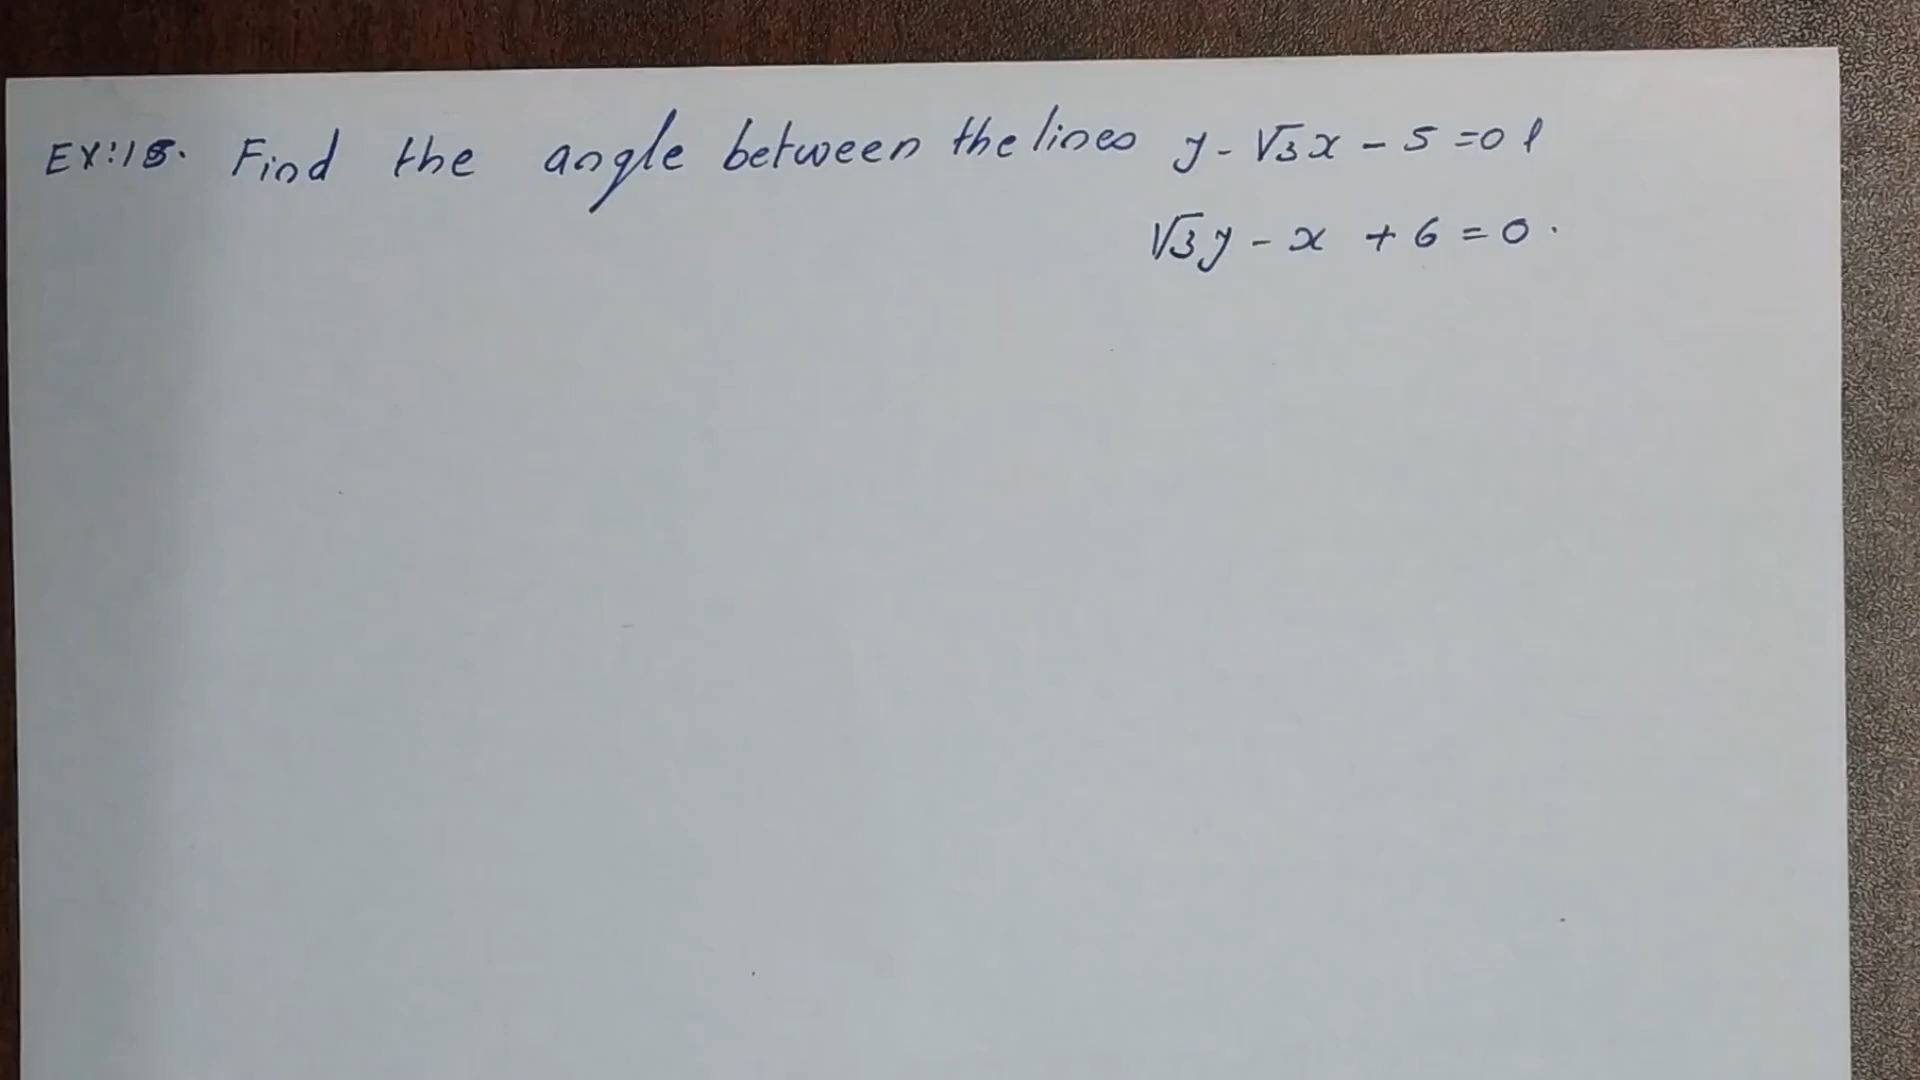 EX:18. Find the angle between the lines y - √3x - 5 = 0 &
√3y - x + 6 = 0.